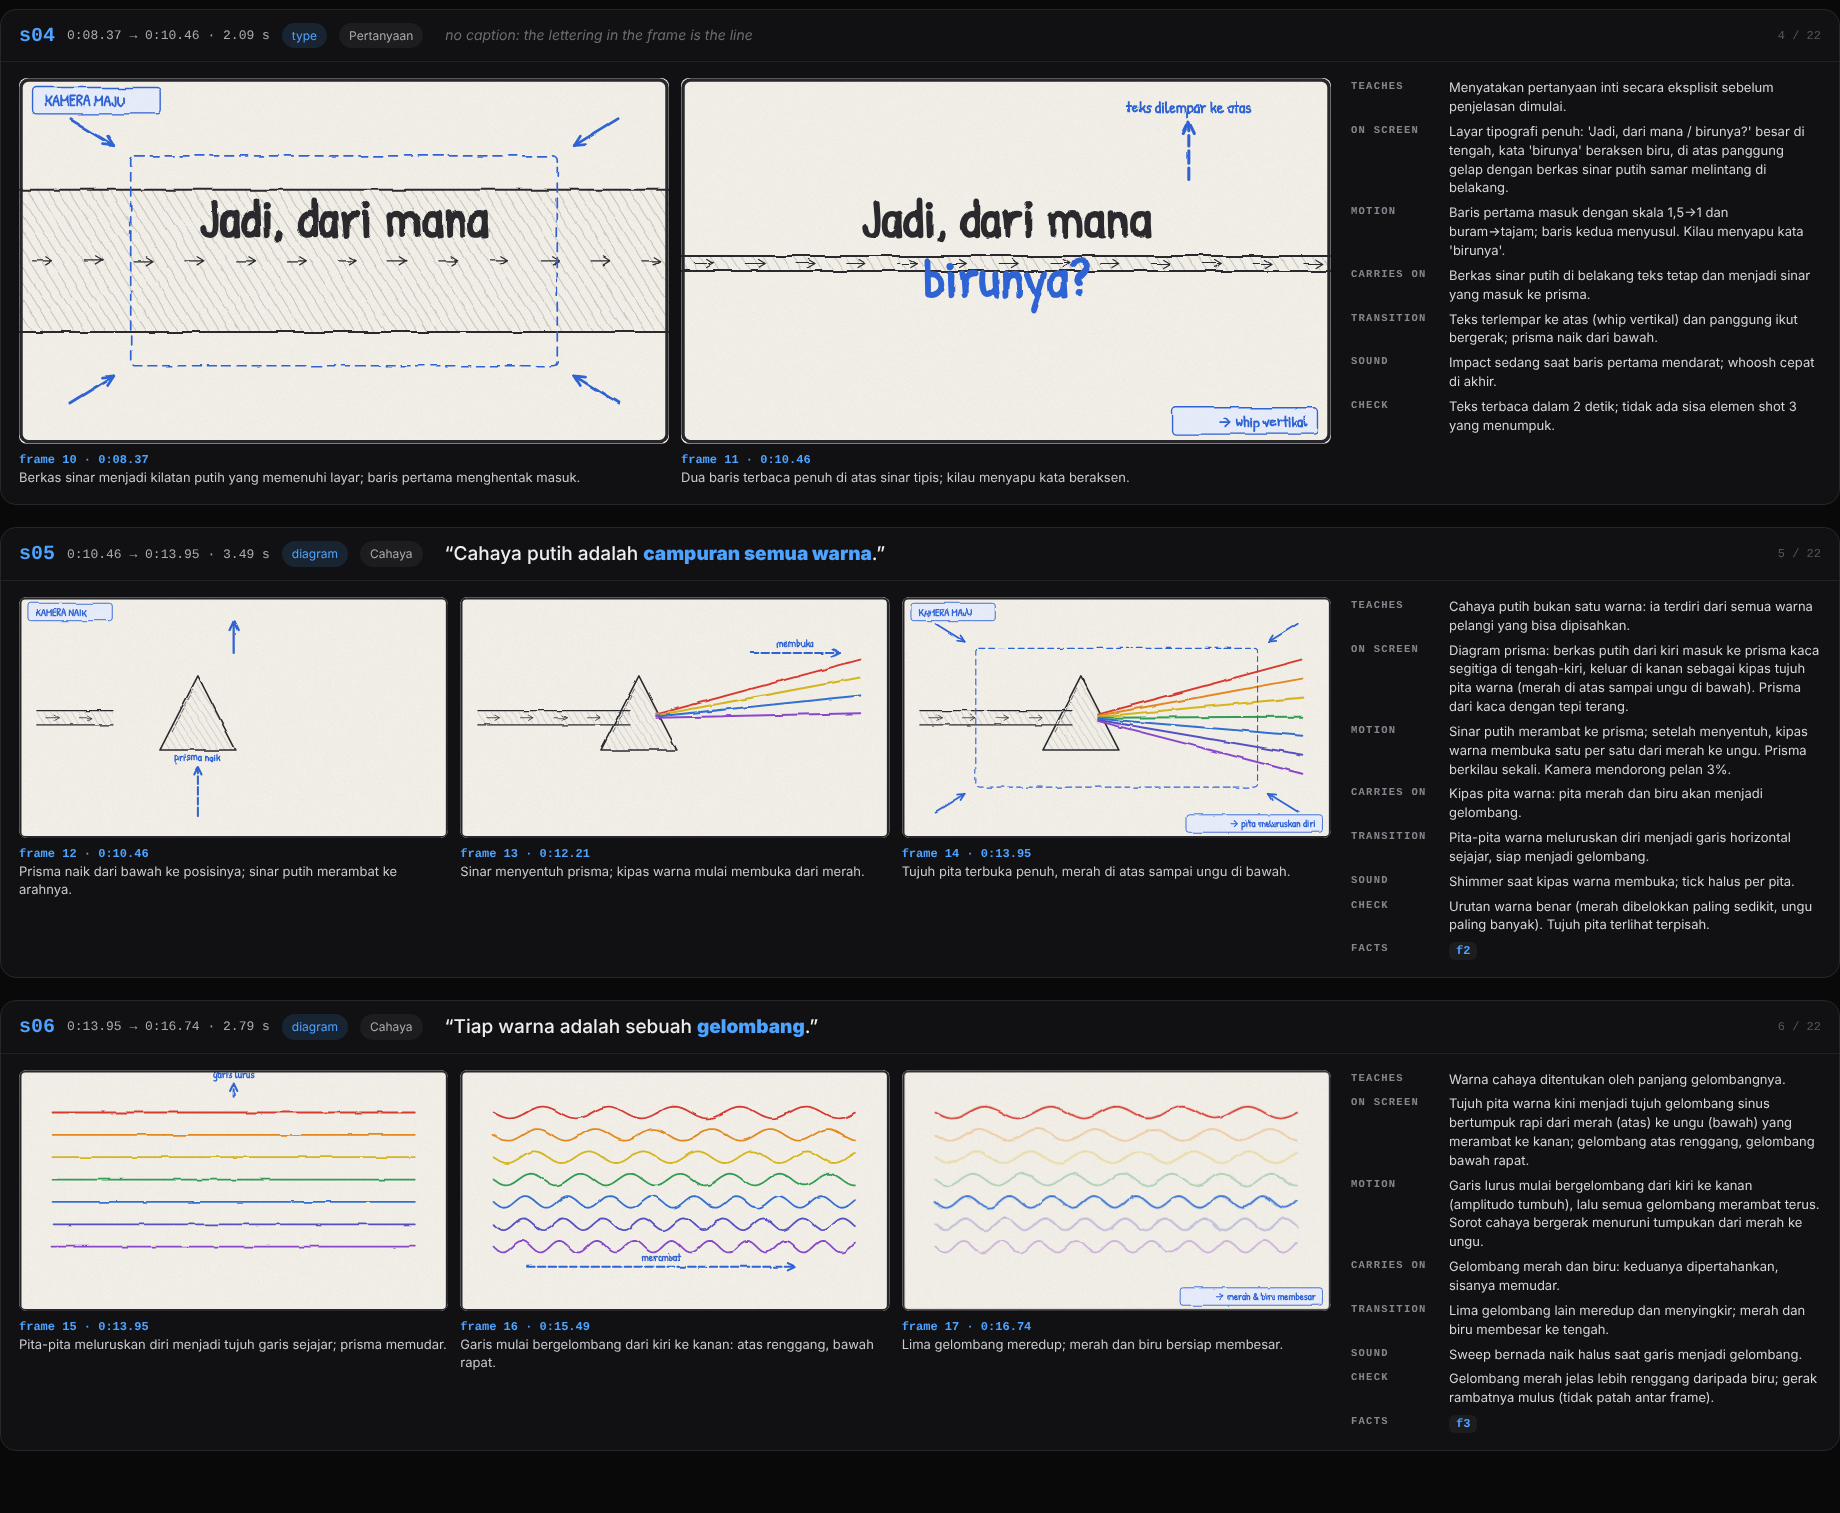 s04 0:08.37 → 0:10.46 · 2.09 s type Pertanyaan no caption: the lettering in the frame is the line 4 / 22
KAMERA MAJU
Jadi, dari mana
teks dilempar ke atas
Jadi, dari mana
birunya?
→ whip vertikal
frame 10 · 0:08.37
Berkas sinar menjadi kilatan putih yang memenuhi layar; baris pertama menghentak masuk.
frame 11 · 0:10.46
Dua baris terbaca penuh di atas sinar tipis; kilau menyapu kata beraksen.
TEACHES Menyatakan pertanyaan inti secara eksplisit sebelum
penjelasan dimulai.
ON SCREEN Layar tipografi penuh: 'Jadi, dari mana / birunya?' besar di
tengah, kata 'birunya' beraksen biru, di atas panggung
gelap dengan berkas sinar putih samar melintang di
belakang.
MOTION Baris pertama masuk dengan skala 1,5→1 dan
buram→tajam; baris kedua menyusul. Kilau menyapu kata
'birunya'.
CARRIES ON Berkas sinar putih di belakang teks tetap dan menjadi sinar
yang masuk ke prisma.
TRANSITION Teks terlempar ke atas (whip vertikal) dan panggung ikut
bergerak; prisma naik dari bawah.
SOUND Impact sedang saat baris pertama mendarat; whoosh cepat
di akhir.
CHECK Teks terbaca dalam 2 detik; tidak ada sisa elemen shot 3
yang menumpuk.
s05 0:10.46 → 0:13.95 · 3.49 s diagram Cahaya “Cahaya putih adalah campuran semua warna.” 5 / 22
KAMERA NAIK
prisma naik
membuka
KAMERA MAJU
→ pita meluruskan diri
frame 12 · 0:10.46
Prisma naik dari bawah ke posisinya; sinar putih merambat ke
arahnya.
frame 13 · 0:12.21
Sinar menyentuh prisma; kipas warna mulai membuka dari merah.
frame 14 · 0:13.95
Tujuh pita terbuka penuh, merah di atas sampai ungu di bawah.
TEACHES Cahaya putih bukan satu warna: ia terdiri dari semua warna
pelangi yang bisa dipisahkan.
ON SCREEN Diagram prisma: berkas putih dari kiri masuk ke prisma kaca
segitiga di tengah-kiri, keluar di kanan sebagai kipas tujuh
pita warna (merah di atas sampai ungu di bawah). Prisma
dari kaca dengan tepi terang.
MOTION Sinar putih merambat ke prisma; setelah menyentuh, kipas
warna membuka satu per satu dari merah ke ungu. Prisma
berkilau sekali. Kamera mendorong pelan 3%.
CARRIES ON Kipas pita warna: pita merah dan biru akan menjadi
gelombang.
TRANSITION Pita-pita warna meluruskan diri menjadi garis horizontal
sejajar, siap menjadi gelombang.
SOUND Shimmer saat kipas warna membuka; tick halus per pita.
CHECK Urutan warna benar (merah dibelokkan paling sedikit, ungu
paling banyak). Tujuh pita terlihat terpisah.
FACTS f2
s06 0:13.95 → 0:16.74 · 2.79 s diagram Cahaya “Tiap warna adalah sebuah gelombang.” 6 / 22
garis lurus
merambat
→ merah & biru membesar
frame 15 · 0:13.95
Pita-pita meluruskan diri menjadi tujuh garis sejajar; prisma memudar.
frame 16 · 0:15.49
Garis mulai bergelombang dari kiri ke kanan: atas renggang, bawah
rapat.
frame 17 · 0:16.74
Lima gelombang meredup; merah dan biru bersiap membesar.
TEACHES Warna cahaya ditentukan oleh panjang gelombangnya.
ON SCREEN Tujuh pita warna kini menjadi tujuh gelombang sinus
bertumpuk rapi dari merah (atas) ke ungu (bawah) yang
merambat ke kanan; gelombang atas renggang, gelombang
bawah rapat.
MOTION Garis lurus mulai bergelombang dari kiri ke kanan
(amplitudo tumbuh), lalu semua gelombang merambat terus.
Sorot cahaya bergerak menuruni tumpukan dari merah ke
ungu.
CARRIES ON Gelombang merah dan biru: keduanya dipertahankan,
sisanya memudar.
TRANSITION Lima gelombang lain meredup dan menyingkir; merah dan
biru membesar ke tengah.
SOUND Sweep bernada naik halus saat garis menjadi gelombang.
CHECK Gelombang merah jelas lebih renggang daripada biru; gerak
rambatnya mulus (tidak patah antar frame).
FACTS f3